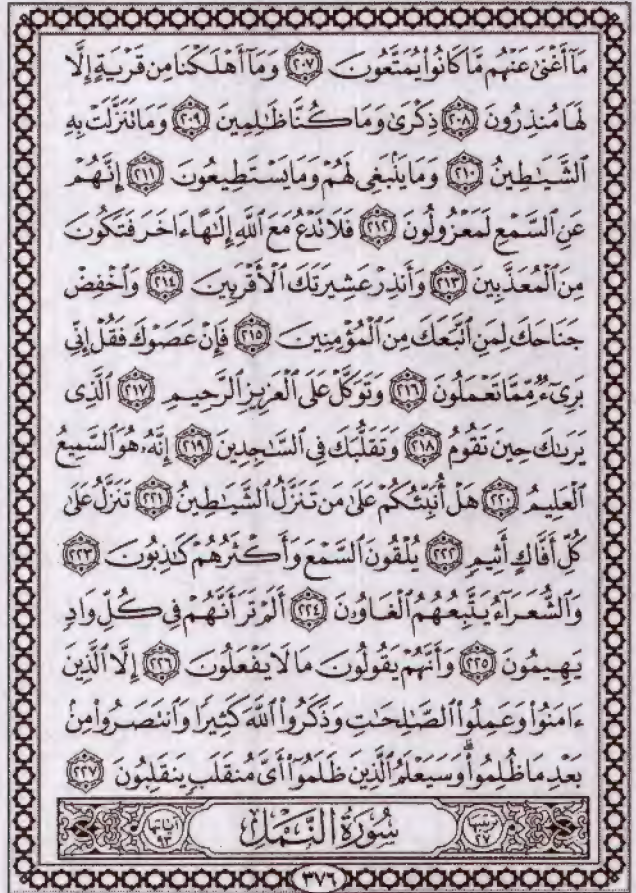 مَآ أَغْنَىٰ عَنْهُم مَّا كَانُوا۟ يُمَتَّعُونَ ۝٢٠٧ وَمَآ أَهْلَكْنَا مِن قَرْيَةٍ إِلَّا
لَهَا مُنذِرُونَ ۝٢٠٨ ذِكْرَىٰ وَمَا كُنَّا ظَـٰلِمِينَ ۝٢٠٩ وَمَا تَنَزَّلَتْ بِهِ
ٱلشَّيَـٰطِينُ ۝٢١٠ وَمَا يَنۢبَغِى لَهُمْ وَمَا يَسْتَطِيعُونَ ۝٢١١ إِنَّهُمْ
عَنِ ٱلسَّمْعِ لَمَعْزُولُونَ ۝٢١٢ فَلَا تَدْعُ مَعَ ٱللَّهِ إِلَـٰهًا ءَاخَرَ فَتَكُونَ
مِنَ ٱلْمُعَذَّبِينَ ۝٢١٣ وَأَنذِرْ عَشِيرَتَكَ ٱلْأَقْرَبِينَ ۝٢١٤ وَٱخْفِضْ
جَنَاحَكَ لِمَنِ ٱتَّبَعَكَ مِنَ ٱلْمُؤْمِنِينَ ۝٢١٥ فَإِنْ عَصَوْكَ فَقُلْ إِنِّى
بَرِىٓءٌ مِّمَّا تَعْمَلُونَ ۝٢١٦ وَتَوَكَّلْ عَلَى ٱلْعَزِيزِ ٱلرَّحِيمِ ۝٢١٧ ٱلَّذِى
يَرَىٰكَ حِينَ تَقُومُ ۝٢١٨ وَتَقَلُّبَكَ فِى ٱلسَّـٰجِدِينَ ۝٢١٩ إِنَّهُۥ هُوَ ٱلسَّمِيعُ
ٱلْعَلِيمُ ۝٢٢٠ هَلْ أُنَبِّئُكُمْ عَلَىٰ مَن تَنَزَّلُ ٱلشَّيَـٰطِينُ ۝٢٢١ تَنَزَّلُ عَلَىٰ
كُلِّ أَفَّاكٍ أَثِيمٍ ۝٢٢٢ يُلْقُونَ ٱلسَّمْعَ وَأَكْثَرُهُمْ كَـٰذِبُونَ ۝٢٢٣
وَٱلشُّعَرَآءُ يَتَّبِعُهُمُ ٱلْغَاوُۥنَ ۝٢٢٤ أَلَمْ تَرَ أَنَّهُمْ فِى كُلِّ وَادٍ
يَهِيمُونَ ۝٢٢٥ وَأَنَّهُمْ يَقُولُونَ مَا لَا يَفْعَلُونَ ۝٢٢٦ إِلَّا ٱلَّذِينَ
ءَامَنُوا۟ وَعَمِلُوا۟ ٱلصَّـٰلِحَـٰتِ وَذَكَرُوا۟ ٱللَّهَ كَثِيرًا وَٱنتَصَرُوا۟ مِنۢ
بَعْدِ مَا ظُلِمُوا۟ ۗ وَسَيَعْلَمُ ٱلَّذِينَ ظَلَمُوٓا۟ أَىَّ مُنقَلَبٍ يَنقَلِبُونَ ۝٢٢٧
ترتيبها ٢٧ سُورَةُ النَّمْلِ آياتها ٩٣
٣٧٦